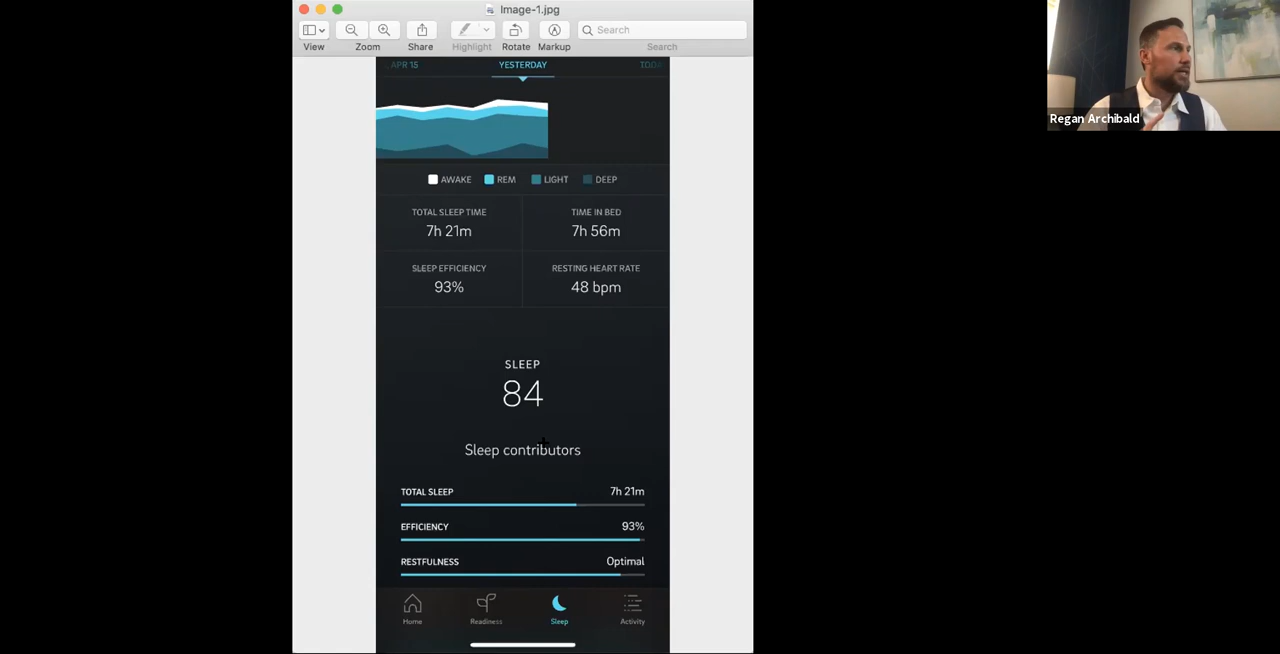 Image-1.jpg
Search
View Zoom Share Highlight Rotate Markup Search
APR 15 YESTERDAY
Regan Archibald
AWAKE REM LIGHT DEEP
TOTAL SLEEP TIME TIME IN BED
7h 21m 7h 56m
SLEEP EFFICIENCY RESTING HEART RATE
93% 48 bpm
SLEEP
84
Sleep contributors
TOTAL SLEEP 7h 21m
EFFICIENCY 93%
RESTFULNESS Optimal
Home Readiness Sleep Activity